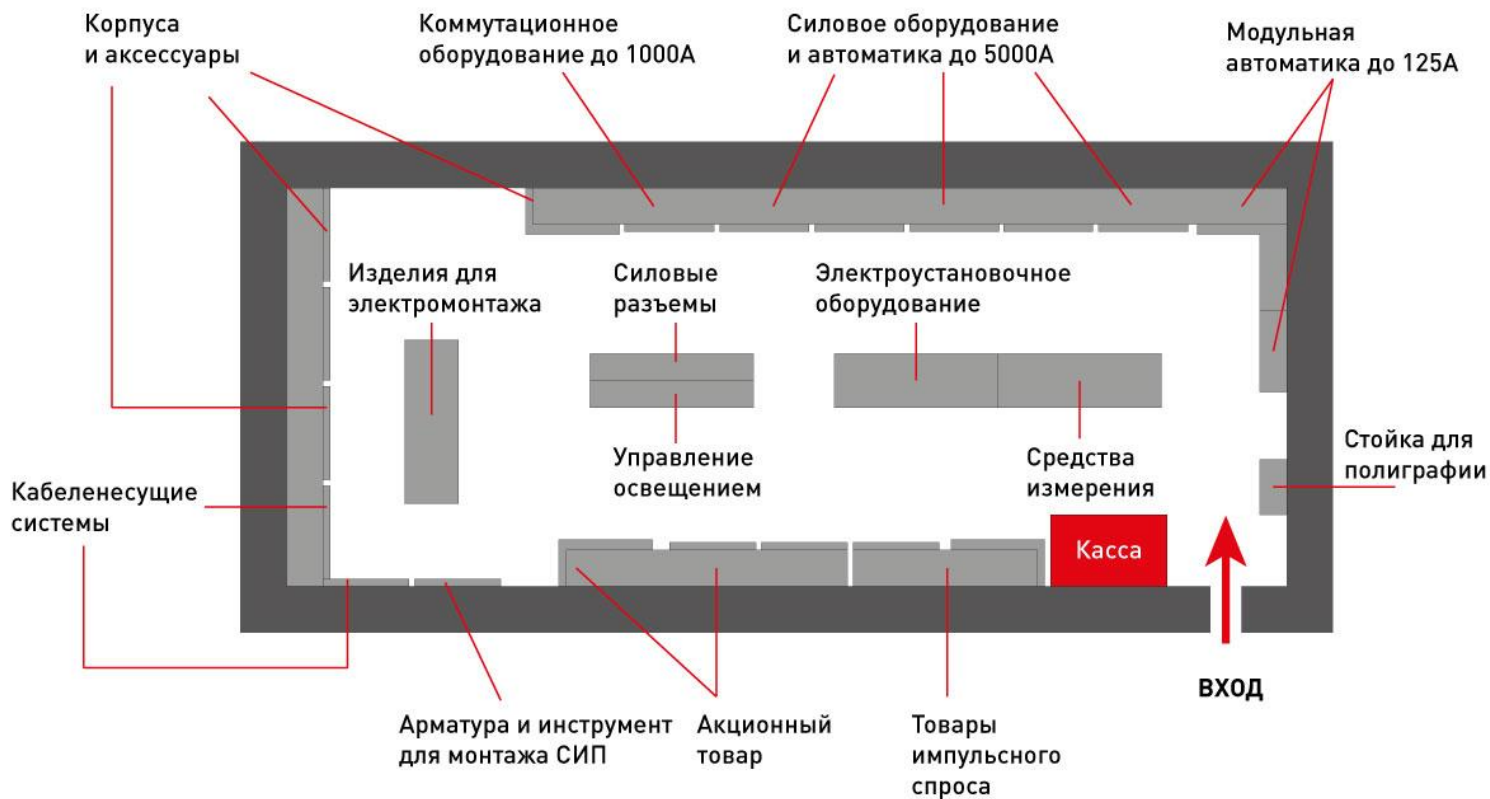 Корпуса
и аксессуары
Коммутационное
оборудование до 1000А
Силовое оборудование
и автоматика до 5000А
Модульная
автоматика до 125А
Изделия для
электромонтажа
Силовые
разъемы
Электроустановочное
оборудование
Управление
освещением
Средства
измерения
Стойка для
полиграфии
Кабеленесущие
системы
Касса
ВХОД
Арматура и инструмент
для монтажа СИП
Акционный
товар
Товары
импульсного
спроса